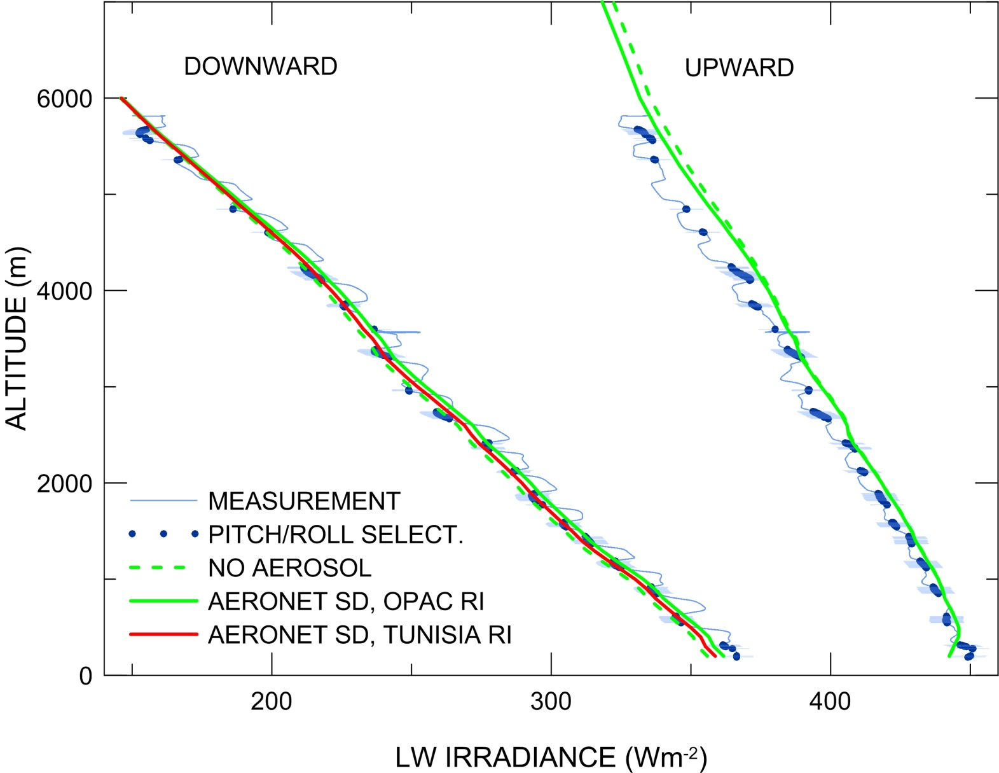 DOWNWARD
UPWARD
6000
4000
2000
0
ALTITUDE (m)
MEASUREMENT
PITCH/ROLL SELECT.
NO AEROSOL
AERONET SD, OPAC RI
AERONET SD, TUNISIA RI
200
300
400
LW IRRADIANCE (Wm-2)